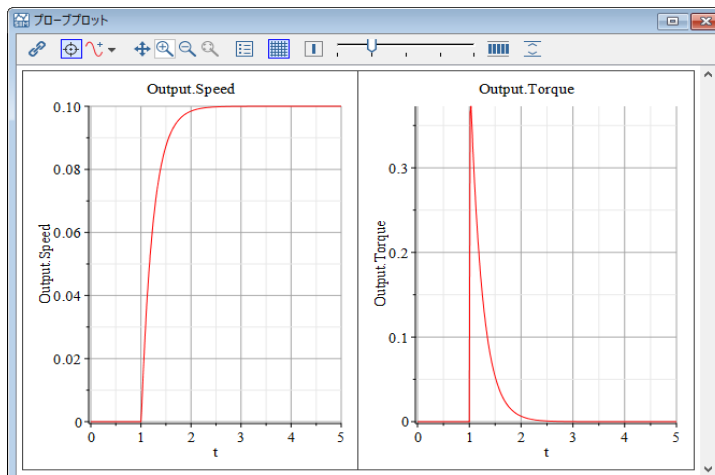 プローブプロット
Output.Speed
0.10
0.08
0.06
0.04
0.02
0
Output.Speed
0 1 2 3 4 5
t
Output.Torque
0.3
0.2
0.1
0
Output.Torque
0 1 2 3 4 5
t